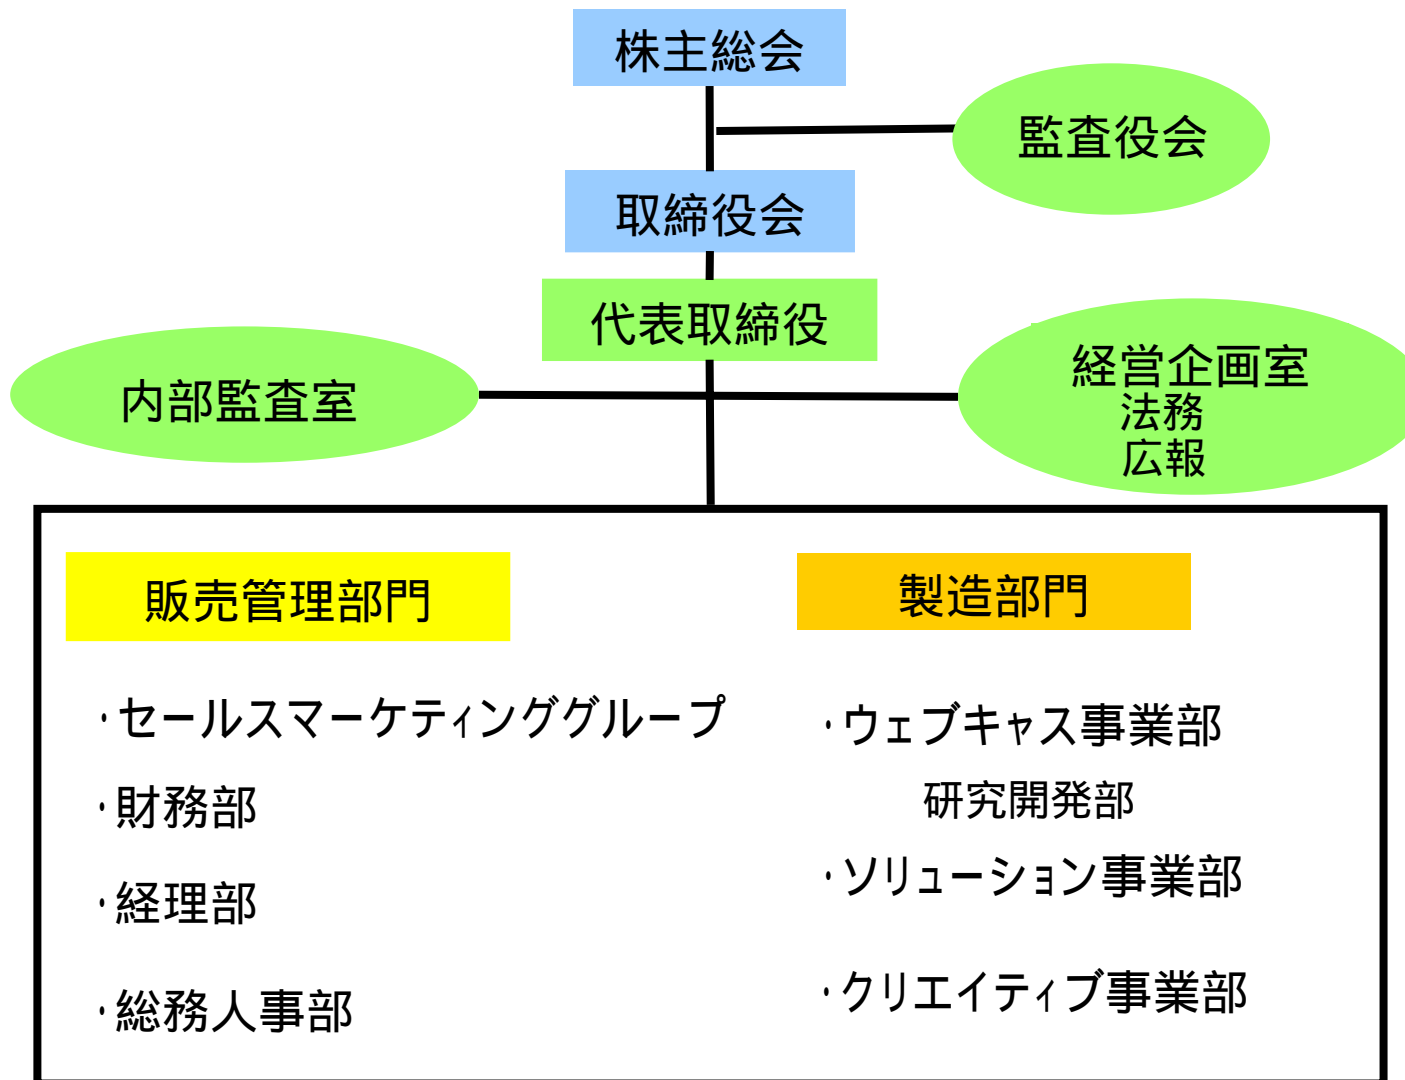 株主総会
監査役会
取締役会
代表取締役
内部監査室
経営企画室
法務
広報
販売管理部門
・セールスマーケティンググループ
・財務部
・経理部
・総務人事部
製造部門
・ウェブキャス事業部
研究開発部
・ソリューション事業部
・クリエイティブ事業部